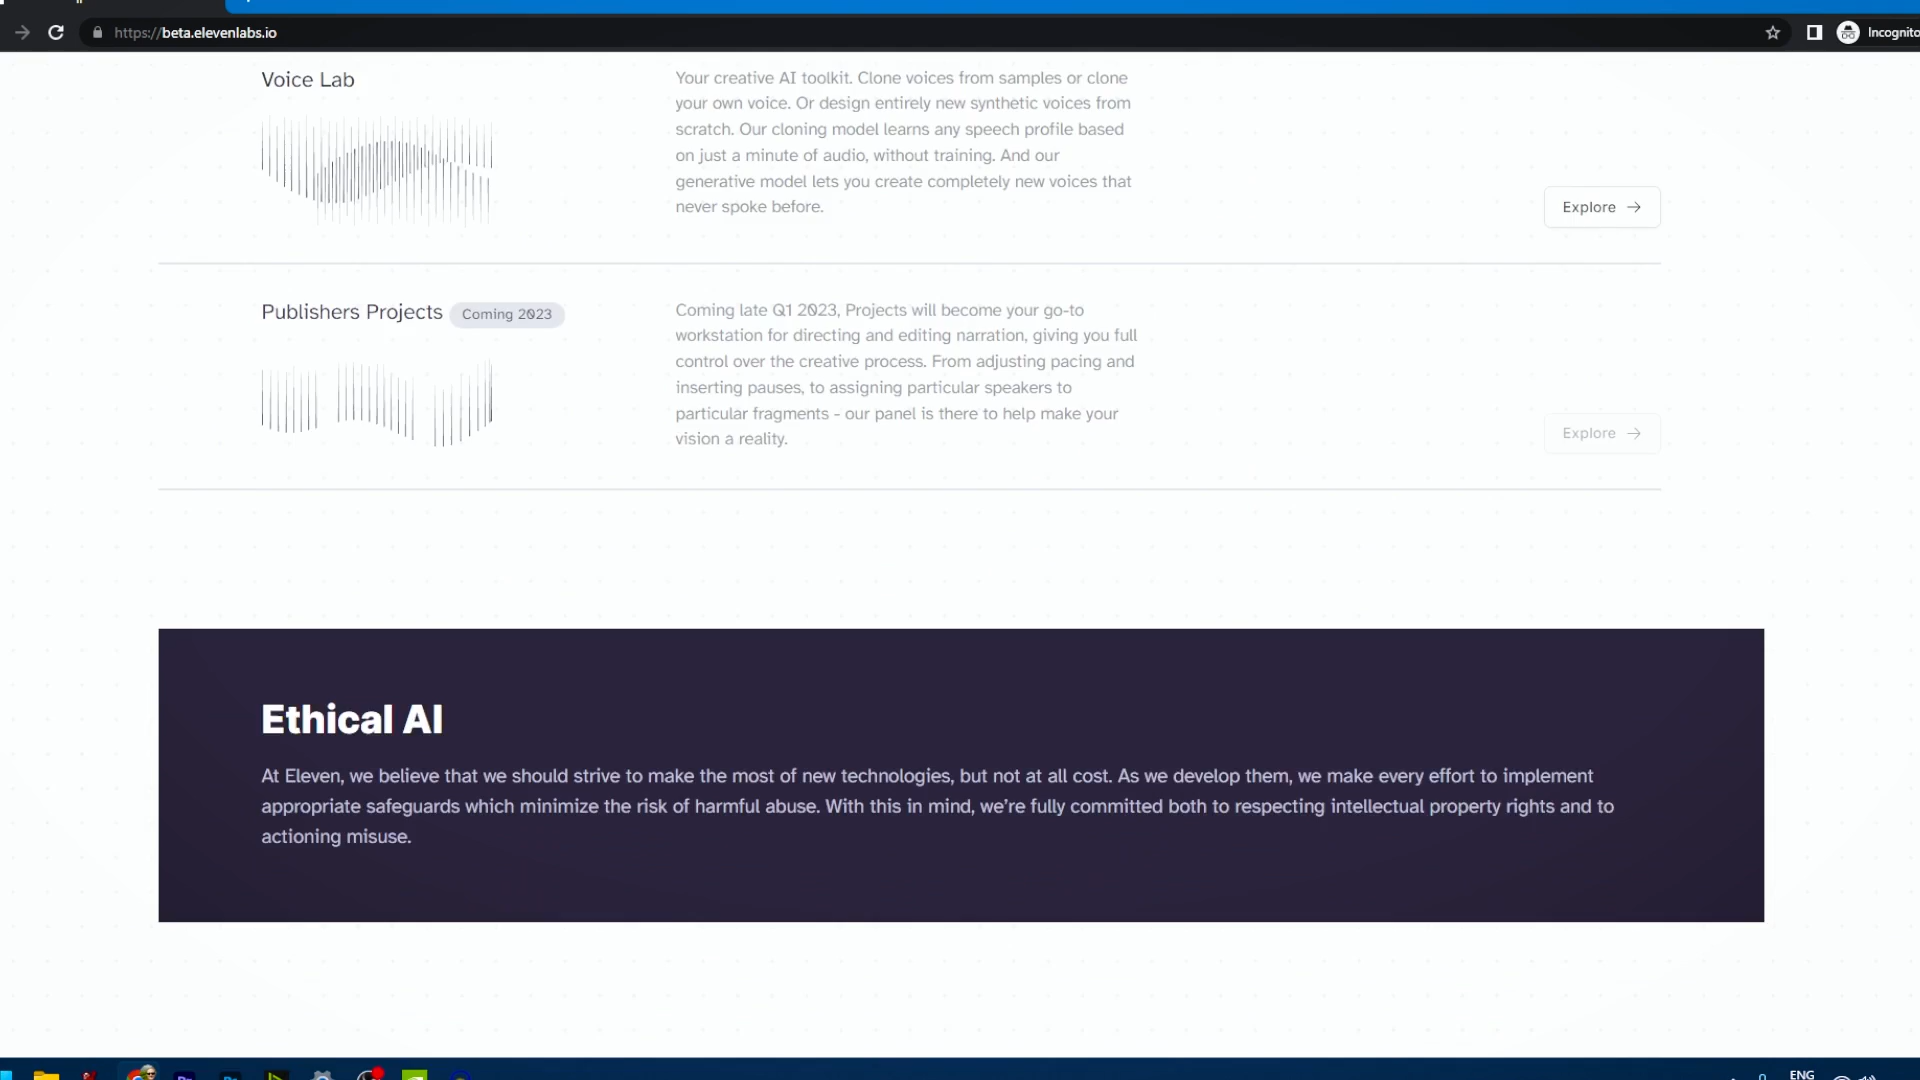 https://beta.elevenlabs.io
Incognito
Voice Lab
Your creative AI toolkit. Clone voices from samples or clone
your own voice. Or design entirely new synthetic voices from
scratch. Our cloning model learns any speech profile based
on just a minute of audio, without training. And our
generative model lets you create completely new voices that
never spoke before.
Explore →
Publishers Projects Coming 2023
Coming late Q1 2023, Projects will become your go-to
workstation for directing and editing narration, giving you full
control over the creative process. From adjusting pacing and
inserting pauses, to assigning particular speakers to
particular fragments - our panel is there to help make your
vision a reality.
Explore →
Ethical AI
At Eleven, we believe that we should strive to make the most of new technologies, but not at all cost. As we develop them, we make every effort to implement
appropriate safeguards which minimize the risk of harmful abuse. With this in mind, we’re fully committed both to respecting intellectual property rights and to
actioning misuse.
ENG